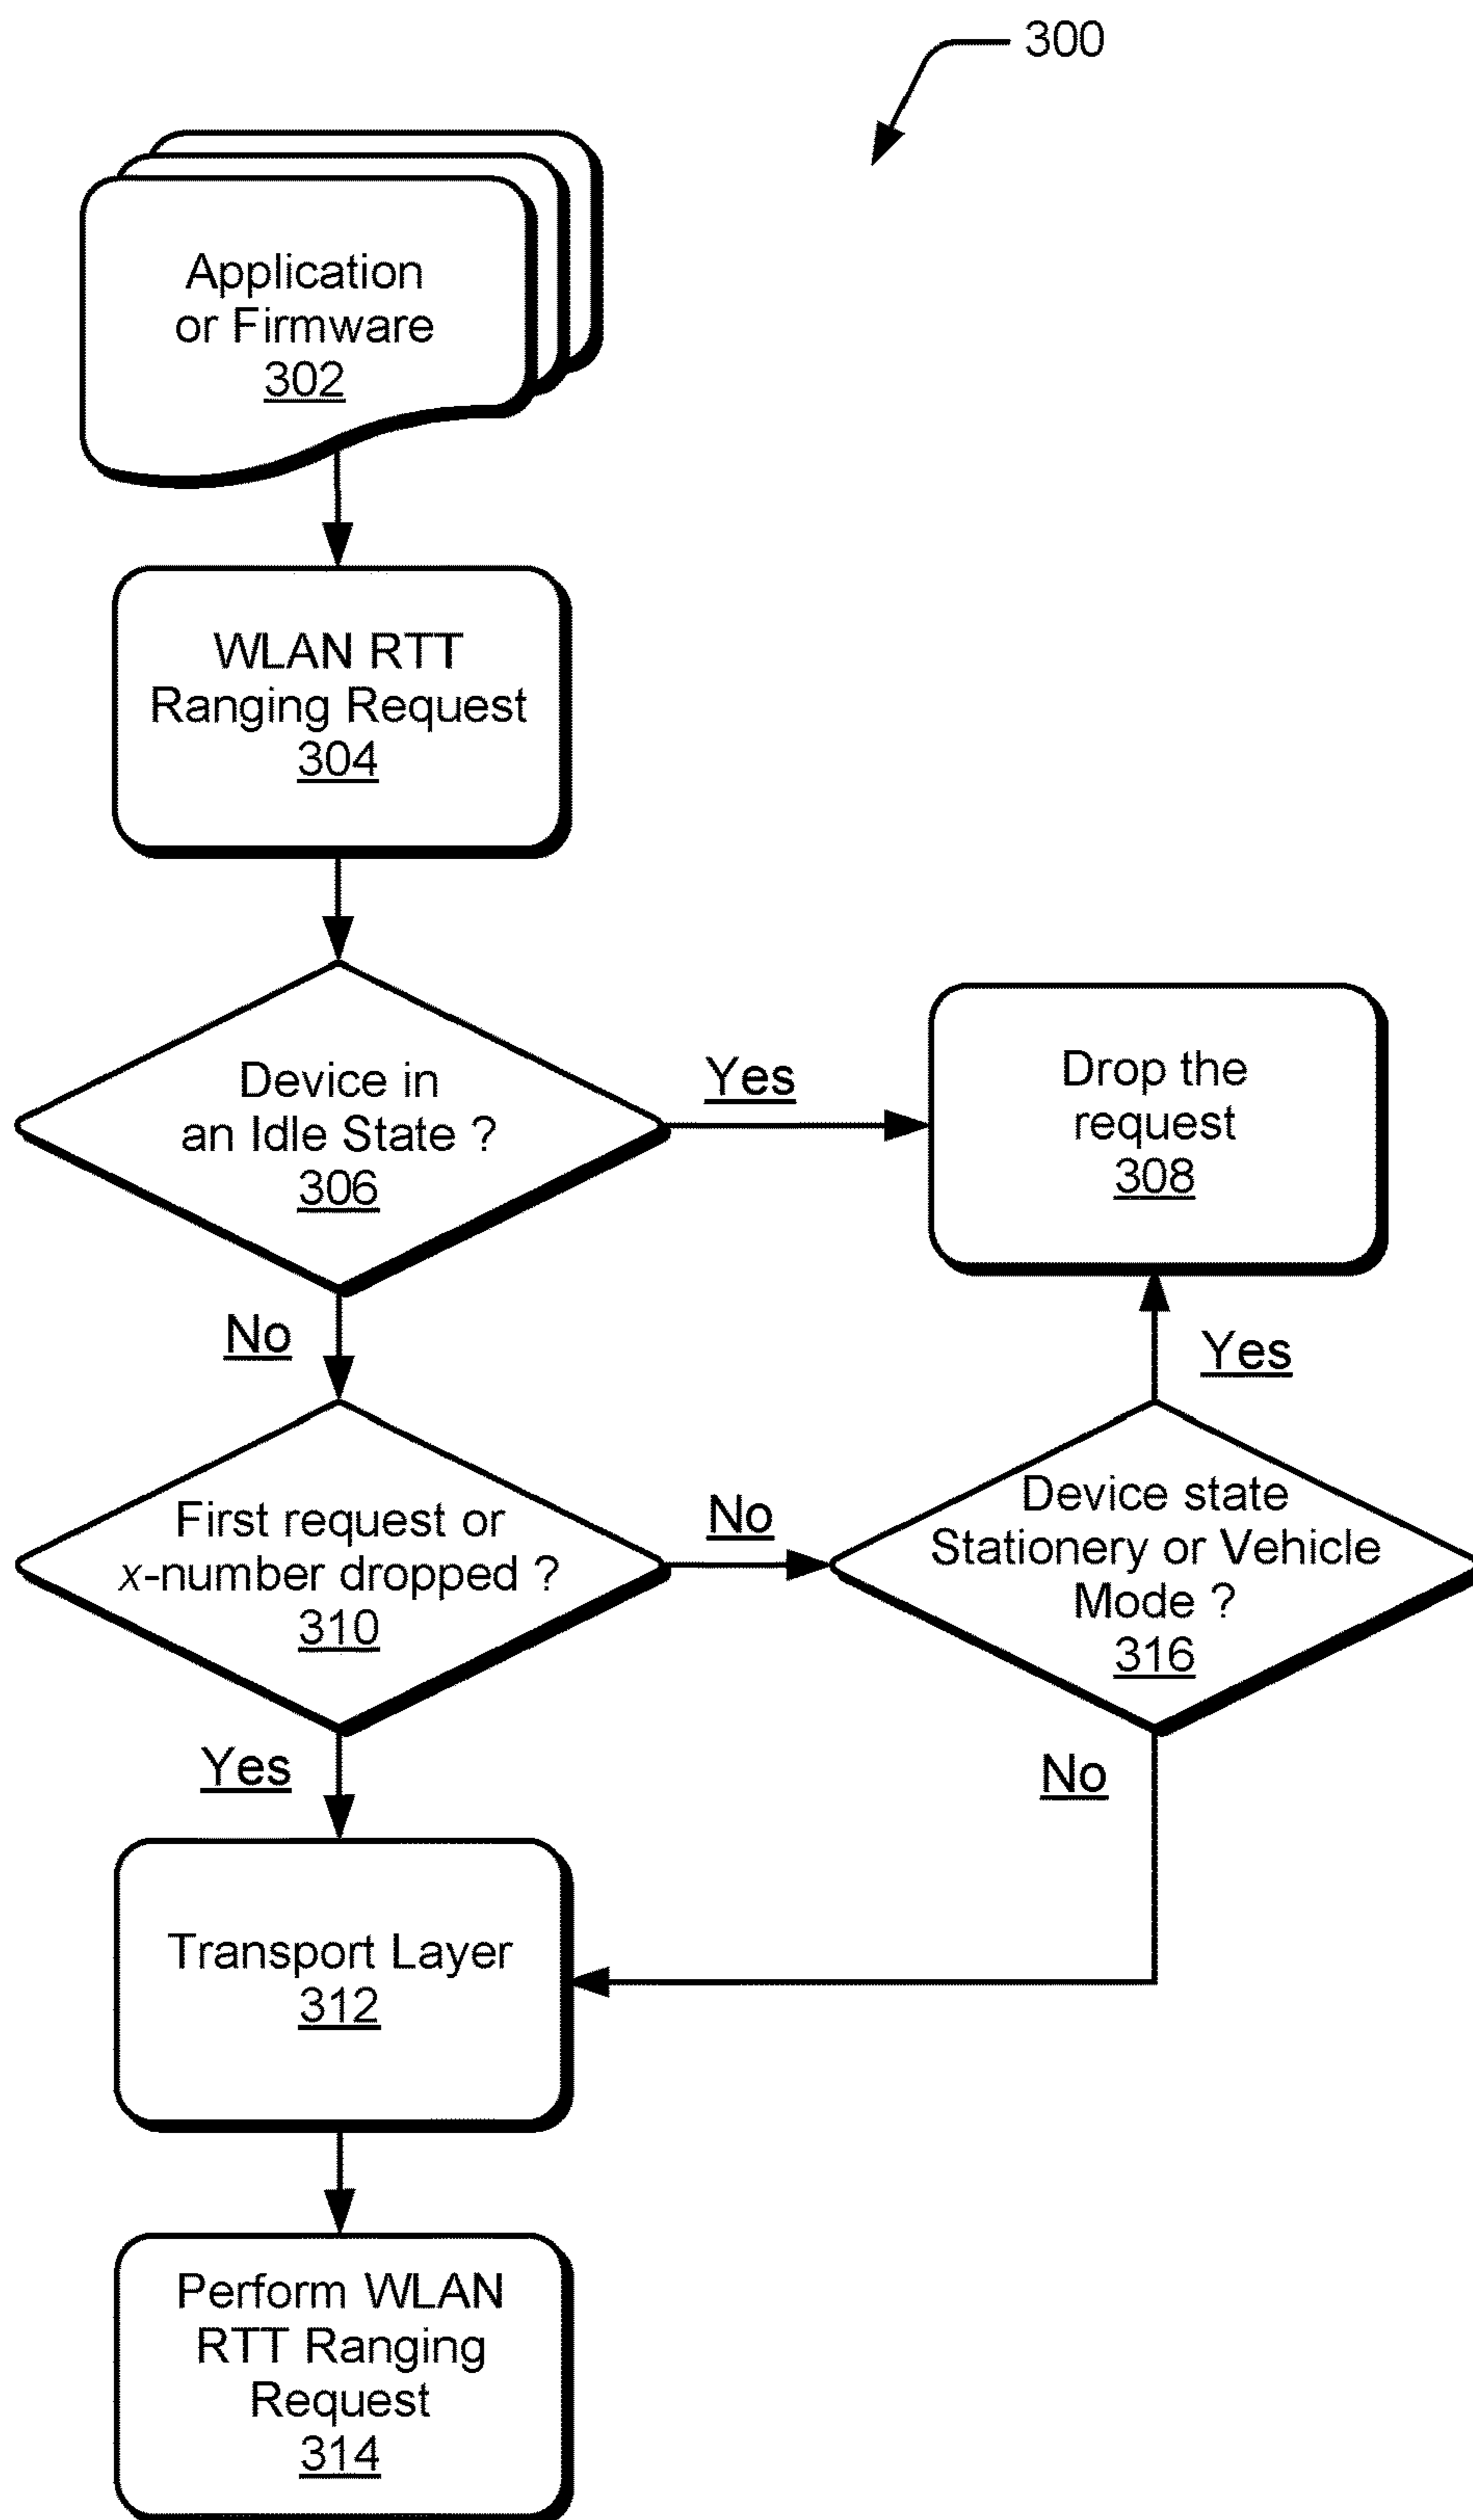 300
Application
or Firmware
302
WLAN RTT
Ranging Request
304
Device in
an Idle State ?
306
Yes
Drop the
request
308
No
Yes
First request or
x-number dropped ?
310
No
Device state
Stationery or Vehicle
Mode ?
316
Yes
No
Transport Layer
312
Perform WLAN
RTT Ranging
Request
314